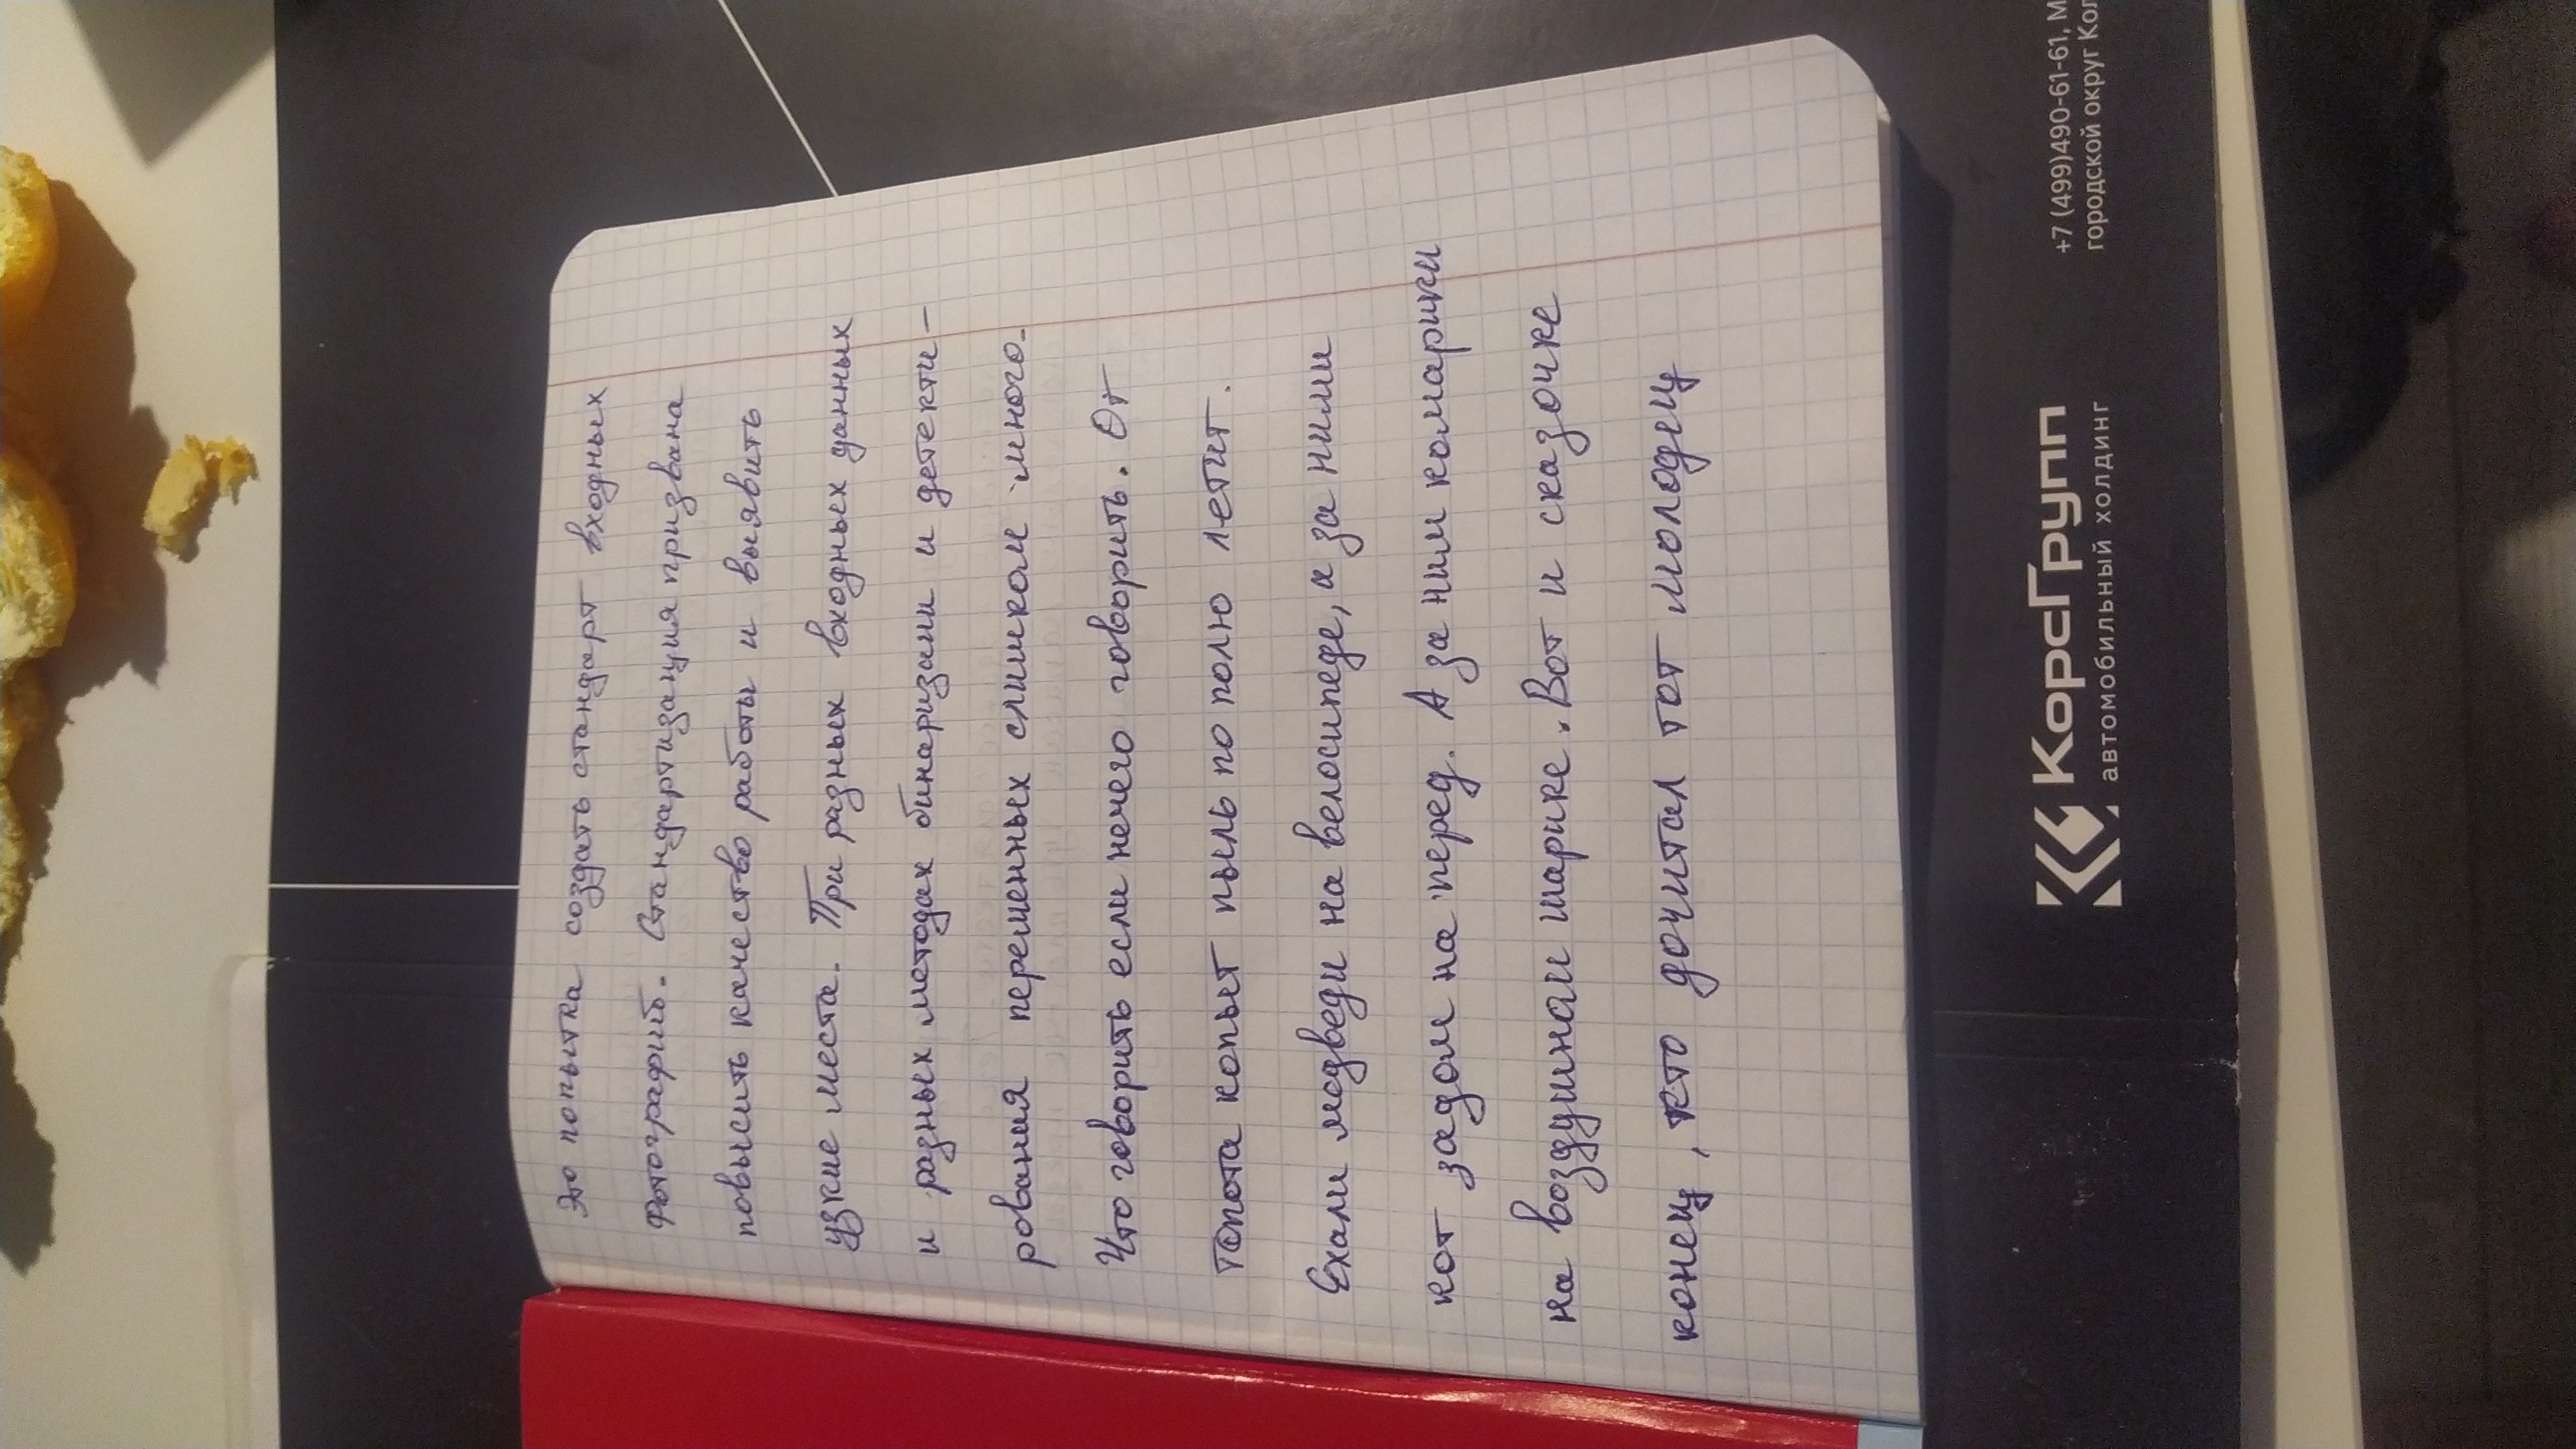 Это попытка создать стандарт входных
фотографий. Стандартизация призвана
повысить качество работы и выявить
узкие места. При разных входных данных
и разных методах бинаризаии и детекти-
рования переменных слишком много.
Что говорить если нечего говорить. От
топота копыт пыль по полю летит.
Ехали медведи на велосипеде, а за ними
кот задом на перед. А за ним комарики
на воздушном шарике. Вот и сказочке
конец, кто дочитал тот молодец
КорсГрупп
автомобильный холдинг
+7 (499)490-61-61, М
городской округ Кол